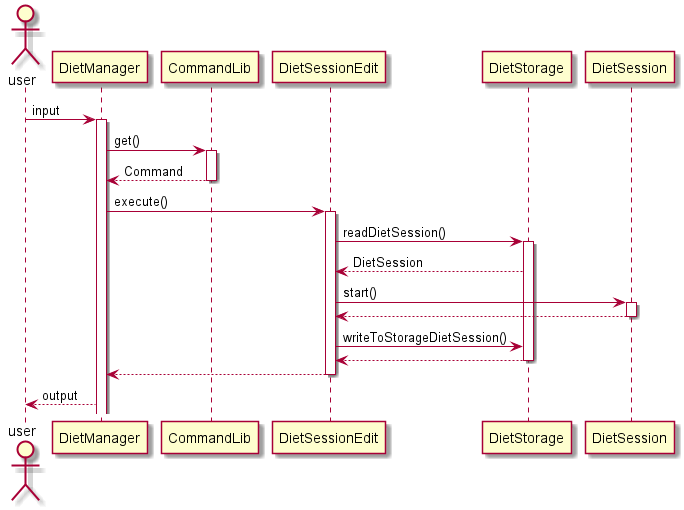 user
DietManager
CommandLib
DietSessionEdit
DietStorage
DietSession
input
get()
Command
execute()
readDietSession()
DietSession
start()
writeToStorageDietSession()
output
user
DietManager
CommandLib
DietSessionEdit
DietStorage
DietSession